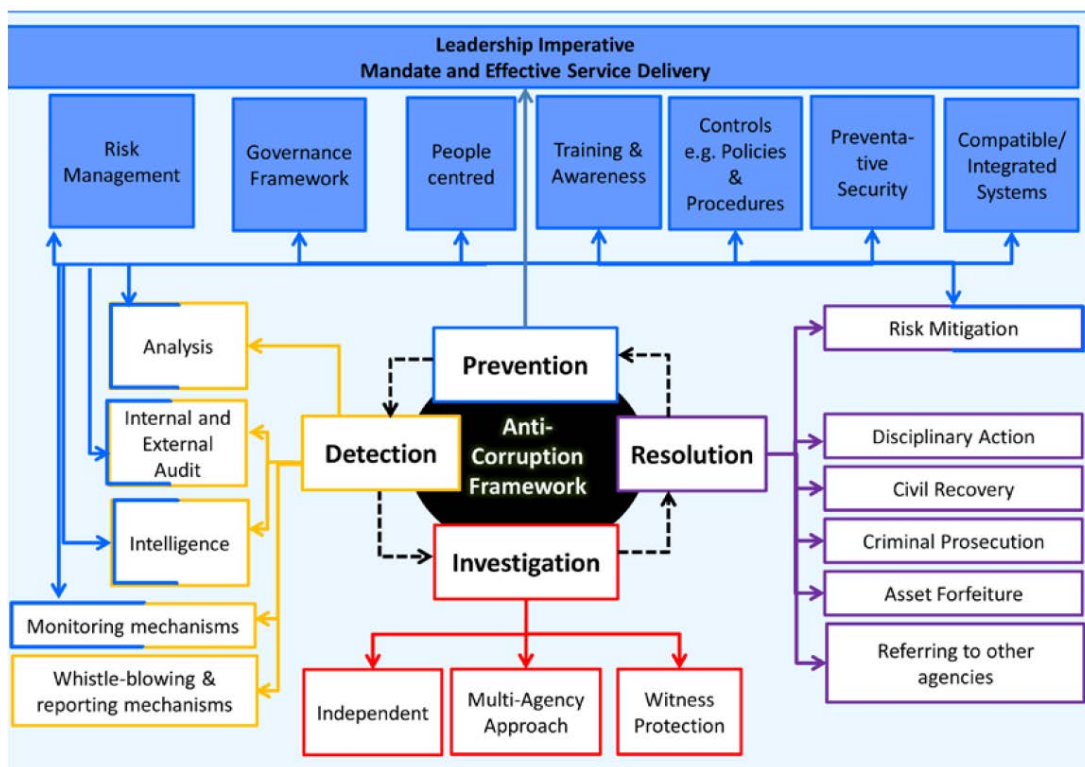 Leadership Imperative
Mandate and Effective Service Delivery
Risk
Management
Governance
Framework
People
centred
Training &
Awareness
Controls
e.g. Policies
&
Procedures
Preventa-
tive
Security
Compatible/
Integrated
Systems
Analysis
Internal and
External
Audit
Intelligence
Monitoring mechanisms
Whistle-blowing &
reporting mechanisms
Prevention
Detection
Anti-
Corruption
Framework
Resolution
Investigation
Independent
Multi-Agency
Approach
Witness
Protection
Risk Mitigation
Disciplinary Action
Civil Recovery
Criminal Prosecution
Asset Forfeiture
Referring to other
agencies